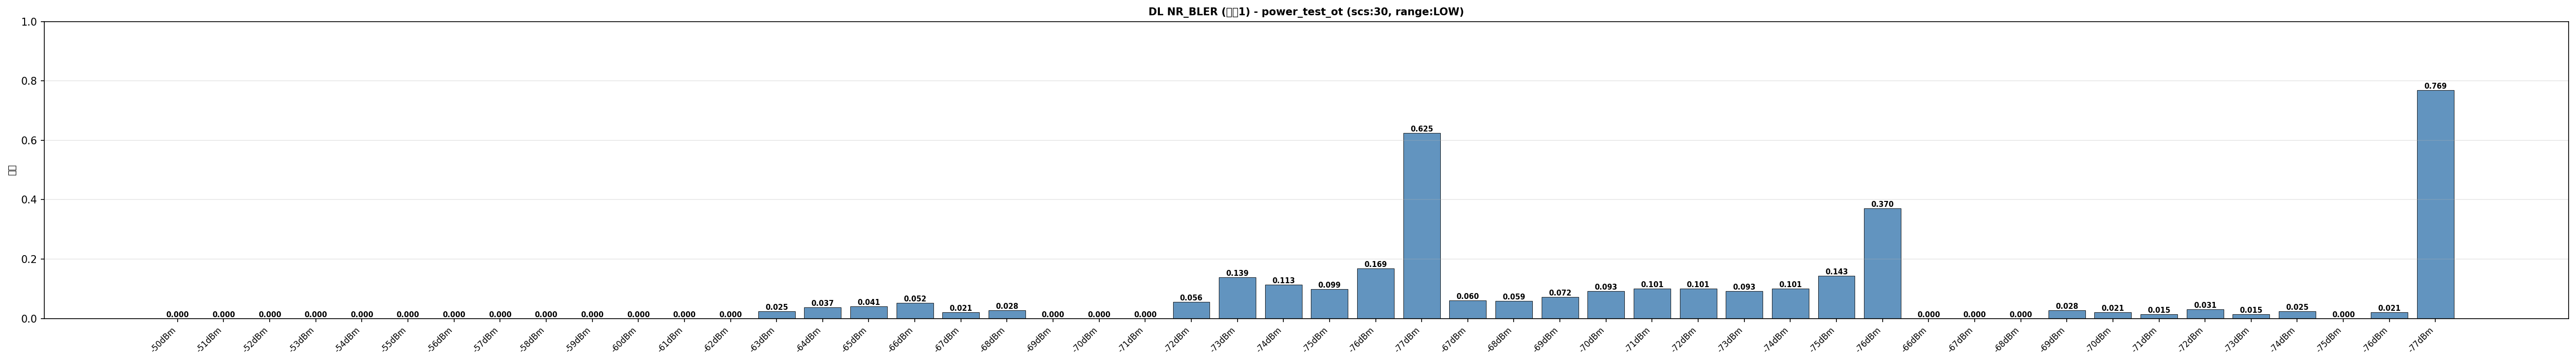 DL NR_BLER (▯▯1) - power_test_ot (scs:30, range:LOW)
1.0
0.8
0.6
0.4
0.2
0.0
0.000 0.000 0.000 0.000 0.000 0.000 0.000 0.000 0.000 0.000 0.000 0.000 0.000 0.025 0.037 0.041 0.052 0.021 0.028 0.000 0.000 0.000 0.056 0.139 0.113 0.099 0.169 0.625 0.060 0.059 0.072 0.093 0.101 0.101 0.093 0.101 0.143 0.370 0.000 0.000 0.000 0.028 0.021 0.015 0.031 0.015 0.025 0.000 0.021 0.769
-50dBm -51dBm -52dBm -53dBm -54dBm -55dBm -56dBm -57dBm -58dBm -59dBm -60dBm -61dBm -62dBm -63dBm -64dBm -65dBm -66dBm -67dBm -68dBm -69dBm -70dBm -71dBm -72dBm -73dBm -74dBm -75dBm -76dBm -77dBm -67dBm -68dBm -69dBm -70dBm -71dBm -72dBm -73dBm -74dBm -75dBm -76dBm -66dBm -67dBm -68dBm -69dBm -70dBm -71dBm -72dBm -73dBm -74dBm -75dBm -76dBm -77dBm